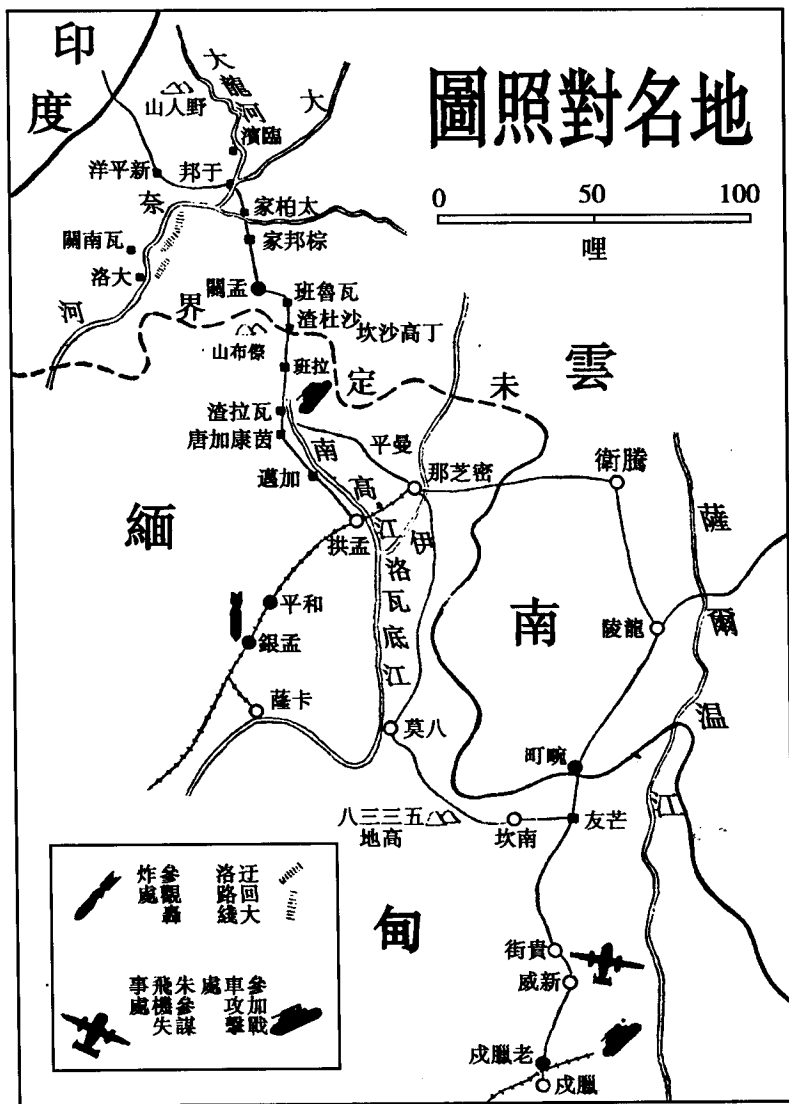 地名對照圖
0 50 100
哩
印度
野人山
大龍河
大
臨濱
新平洋
于邦
奈
河
太柏家
棕邦家
瓦南關
大洛
孟關
瓦魯班
沙杜渣
丁高沙坎
界
未定
傑布山
拉班
瓦拉渣
茵康加唐
加邁
南高江
曼平
密芝那
孟拱
騰衛
雲南
緬甸
伊洛瓦底江
薩爾温
龍陵
和平
孟銀
卡薩
八莫
畹町
五三三八
高地
南坎
芒友
貴街
新威
老臘戍
臘戍
迂回大洛路綫
參觀轟炸處
參加戰車攻擊處
朱參謀飛機失事處